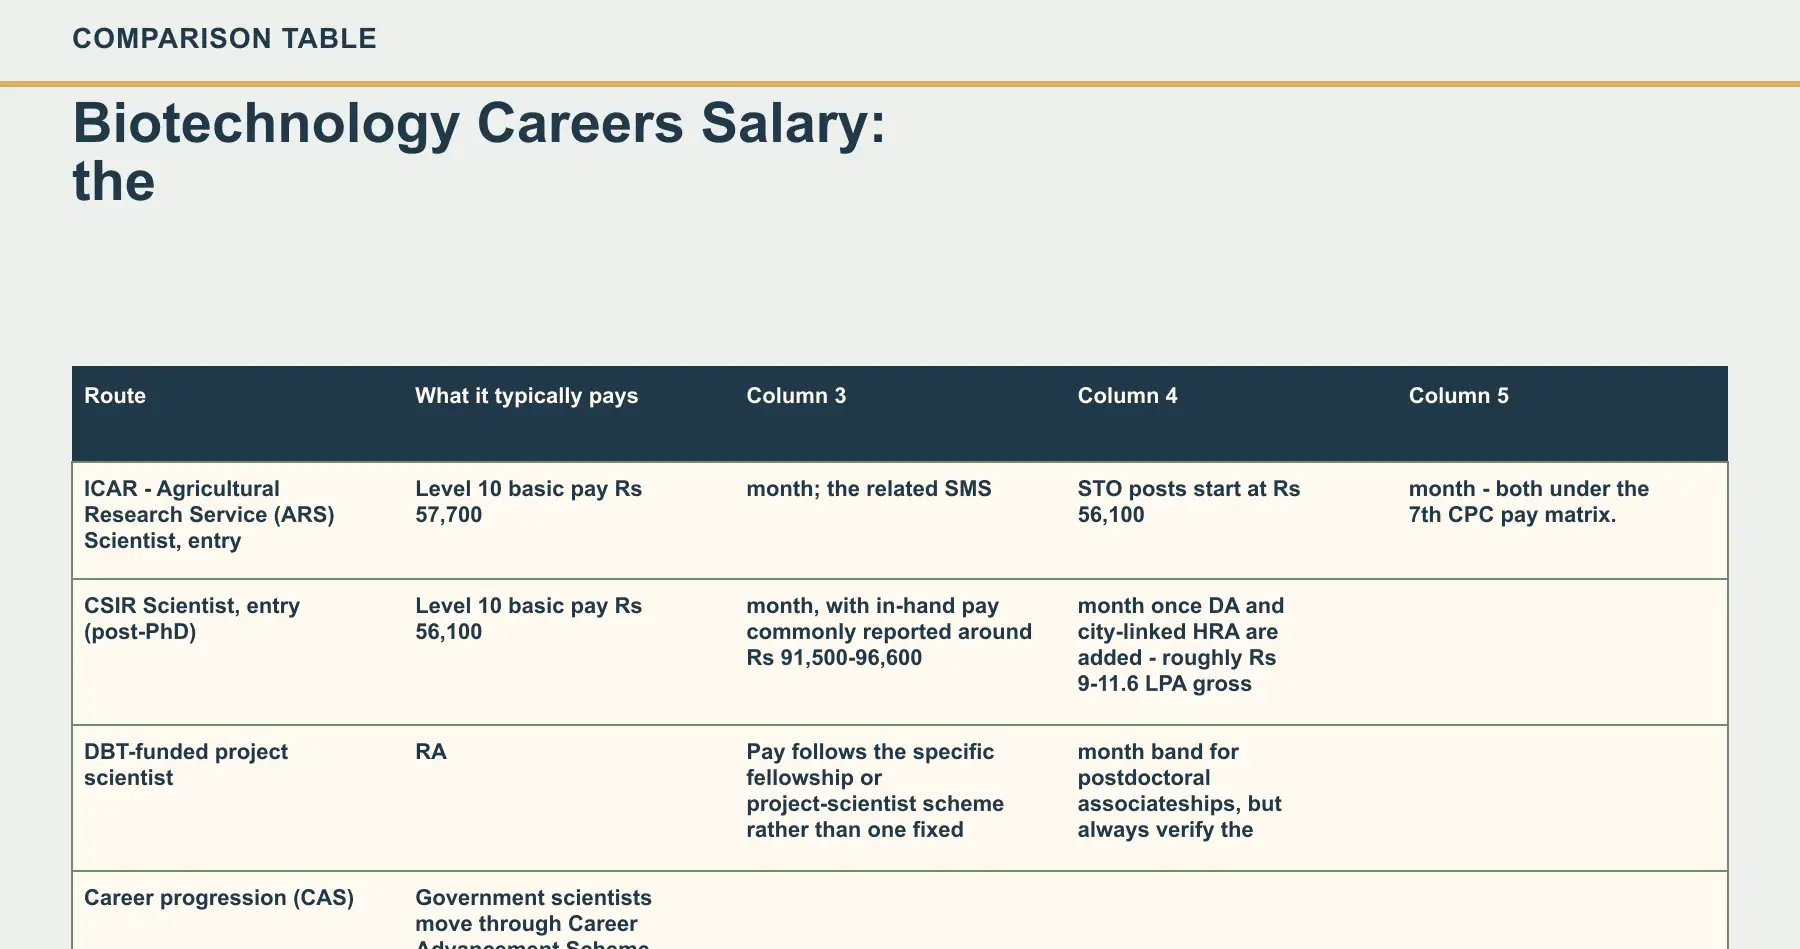 COMPARISON TABLE
Biotechnology Careers Salary:
the
Route
What it typically pays
Column 3
Column 4
Column 5
ICAR - Agricultural
Research Service (ARS)
Scientist, entry
Level 10 basic pay Rs
57,700
month; the related SMS
STO posts start at Rs
56,100
month - both under the
7th CPC pay matrix.
CSIR Scientist, entry
(post-PhD)
Level 10 basic pay Rs
56,100
month, with in-hand pay
commonly reported around
Rs 91,500-96,600
month once DA and
city-linked HRA are
added - roughly Rs
9-11.6 LPA gross
DBT-funded project
scientist
RA
Pay follows the specific
fellowship or
project-scientist scheme
rather than one fixed
month band for
postdoctoral
associateships, but
always verify the
Career progression (CAS)
Government scientists
move through Career
Advancement Scheme